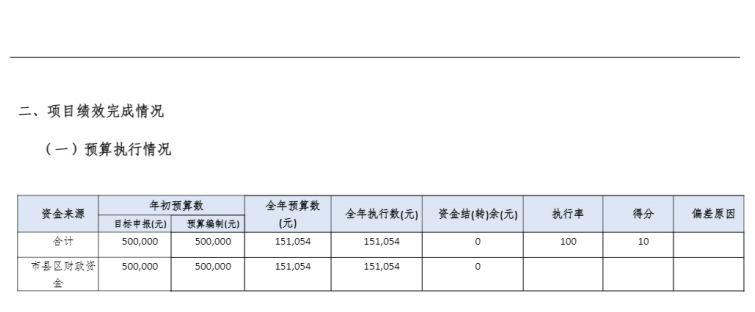 二、项目绩效完成情况
（一）预算执行情况
资金来源 年初预算数 全年预算数(元) 全年执行数(元) 资金结(转)余(元) 执行率 得分 偏差原因
目标申报(元) 预算编制(元)
合计 500,000 500,000 151,054 151,054 0 100 10
市县区财政资金 500,000 500,000 151,054 151,054 0